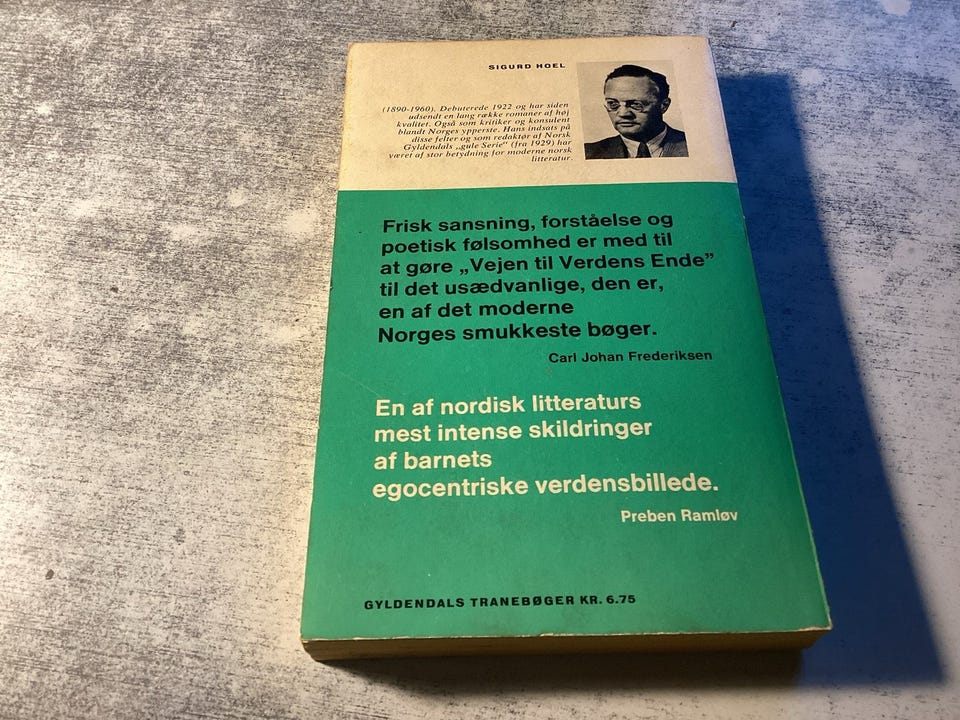 SIGURD HOEL
(1890-1960). Debuterede 1922 og har siden
udsendt en lang række romaner af høj
kvalitet. Også som kritiker og konsulent
blandt Norges ypperste. Hans indsats på
disse felter og som redaktør af Norsk
Gyldendals „gule Serie" (fra 1929) har
været af stor betydning for moderne norsk
litteratur.
Frisk sansning, forståelse og
poetisk følsomhed er med til
at gøre „Vejen til Verdens Ende"
til det usædvanlige, den er,
en af det moderne
Norges smukkeste bøger.
Carl Johan Frederiksen
En af nordisk litteraturs
mest intense skildringer
af barnets
egocentriske verdensbillede.
Preben Ramløv
GYLDENDALS TRANEBØGER KR. 6.75